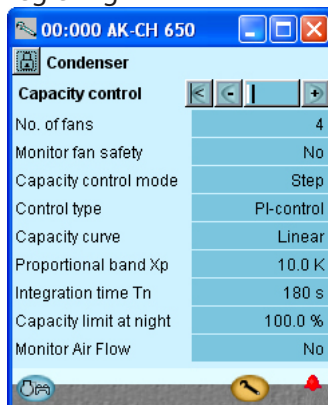 00:000 AK-CH 650
Condenser
Capacity control
No. of fans 4
Monitor fan safety No
Capacity control mode Step
Control type PI-control
Capacity curve Linear
Proportional band Xp 10.0 K
Integration time Tn 180 s
Capacity limit at night 100.0 %
Monitor Air Flow No